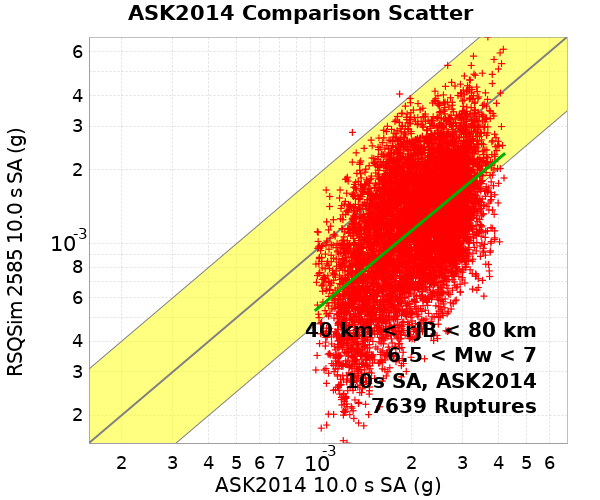 ASK2014 Comparison Scatter
RSQSim 2585 10.0 s SA (g)
6
4
3
2
10-3
8
6
4
3
2
40 km < rJB < 80 km
6.5 < Mw < 7
10s SA, ASK2014
7639 Ruptures
2 3 4 5 6 7 10-3 2 3 4 5 6
ASK2014 10.0 s SA (g)